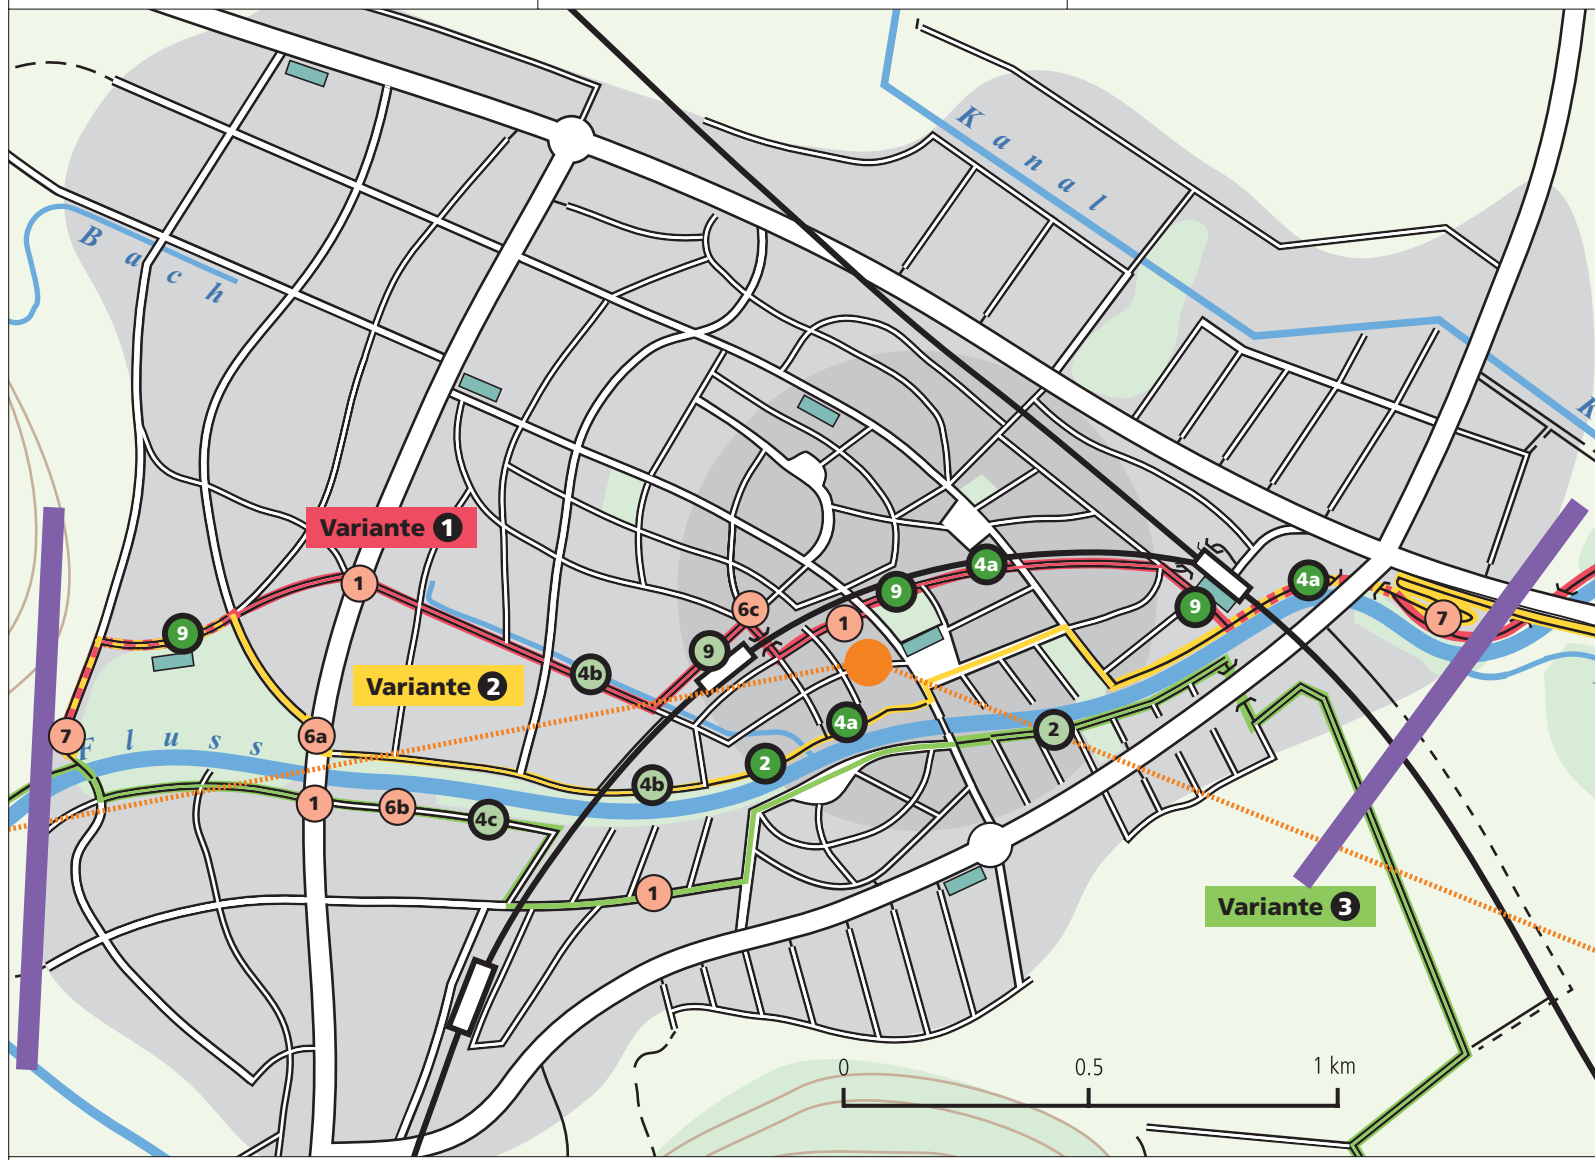 Kanal
Bach
K
Variante 1
1
4a
9
4a
9
6c
1
7
9
9
4b
Variante 2
7
Fluss
6a
4a
2
2
4b
1
6b
4c
1
Variante 3
0 0.5 1 km